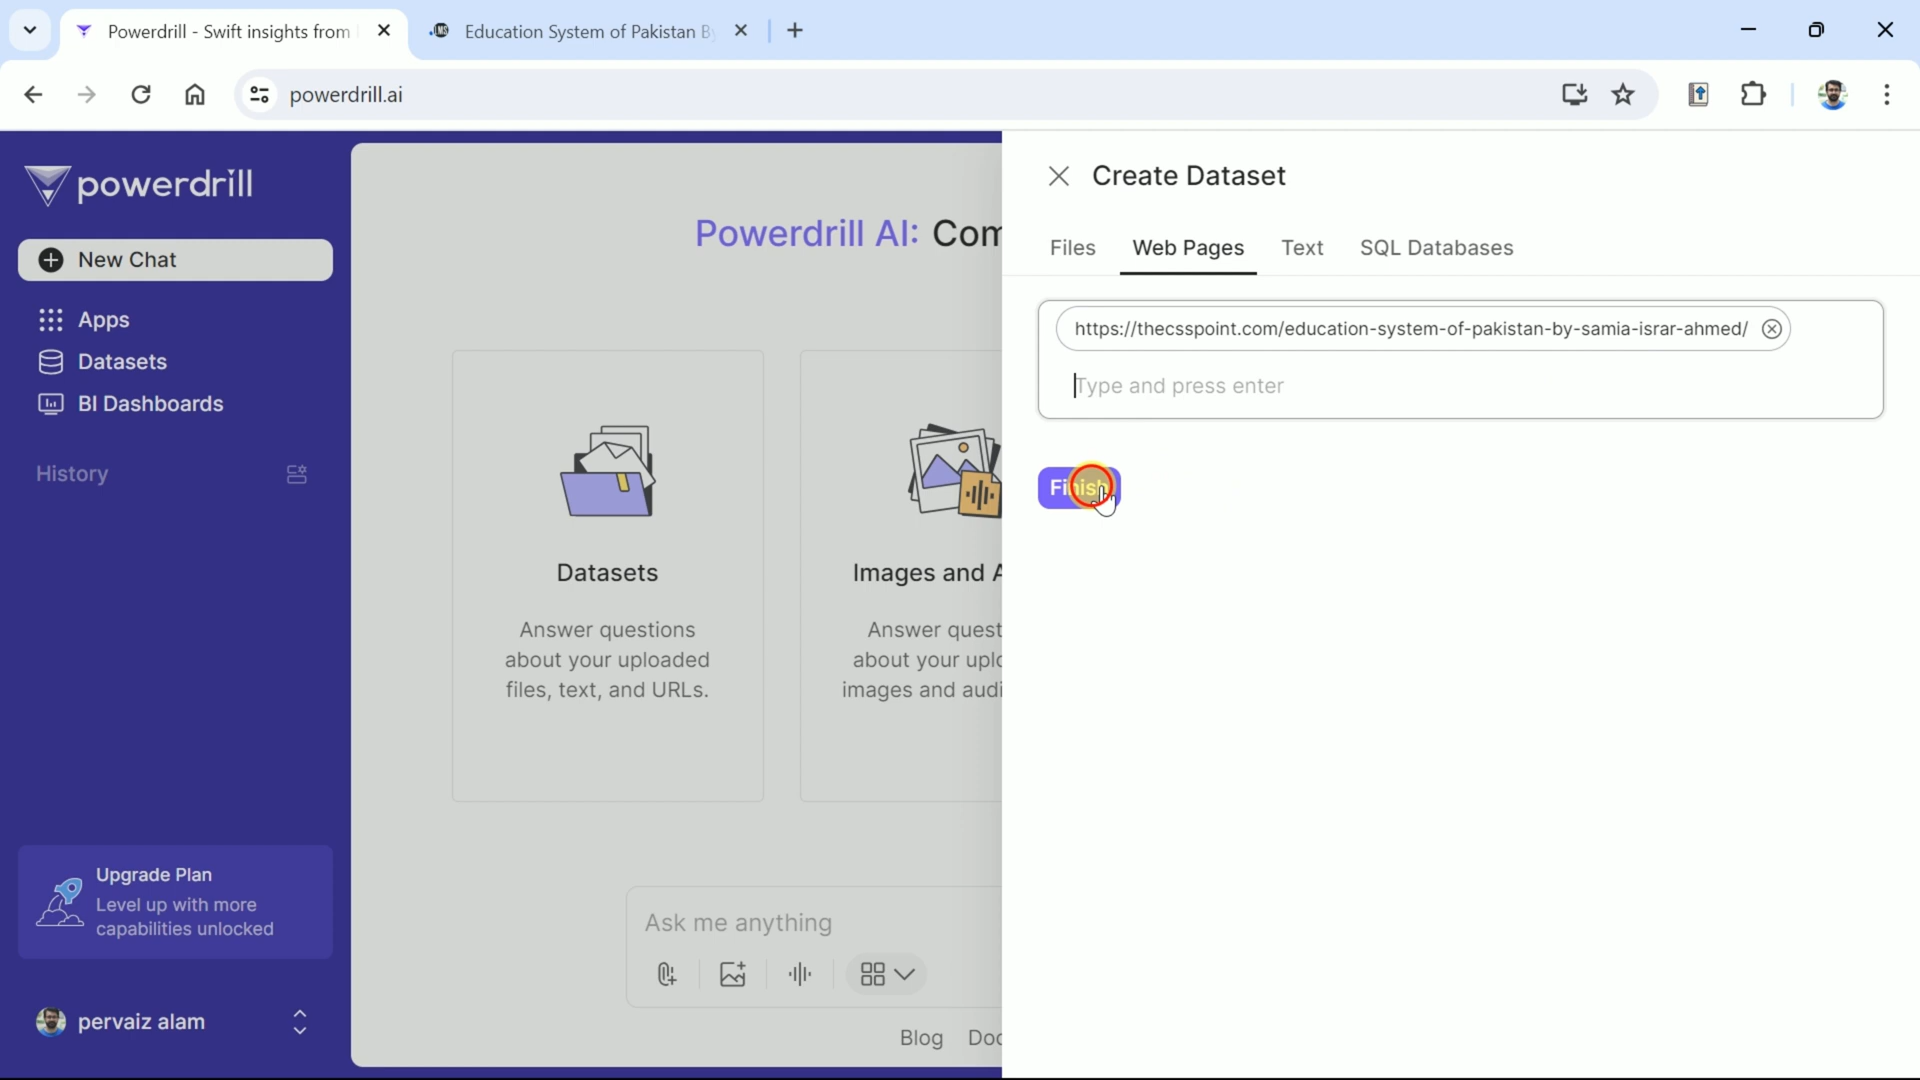 Powerdrill - Swift insights from
Education System of Pakistan B
powerdrill.ai
powerdrill
New Chat
Apps
Datasets
BI Dashboards
History
Upgrade Plan
Level up with more
capabilities unlocked
pervaiz alam
Powerdrill AI: Com
Datasets
Answer questions
about your uploaded
files, text, and URLs.
Images and A
Answer quest
about your uplo
images and audi
Ask me anything
Blog Doc
Create Dataset
Files Web Pages Text SQL Databases
https://thecsspoint.com/education-system-of-pakistan-by-samia-israr-ahmed/
Type and press enter
Finish